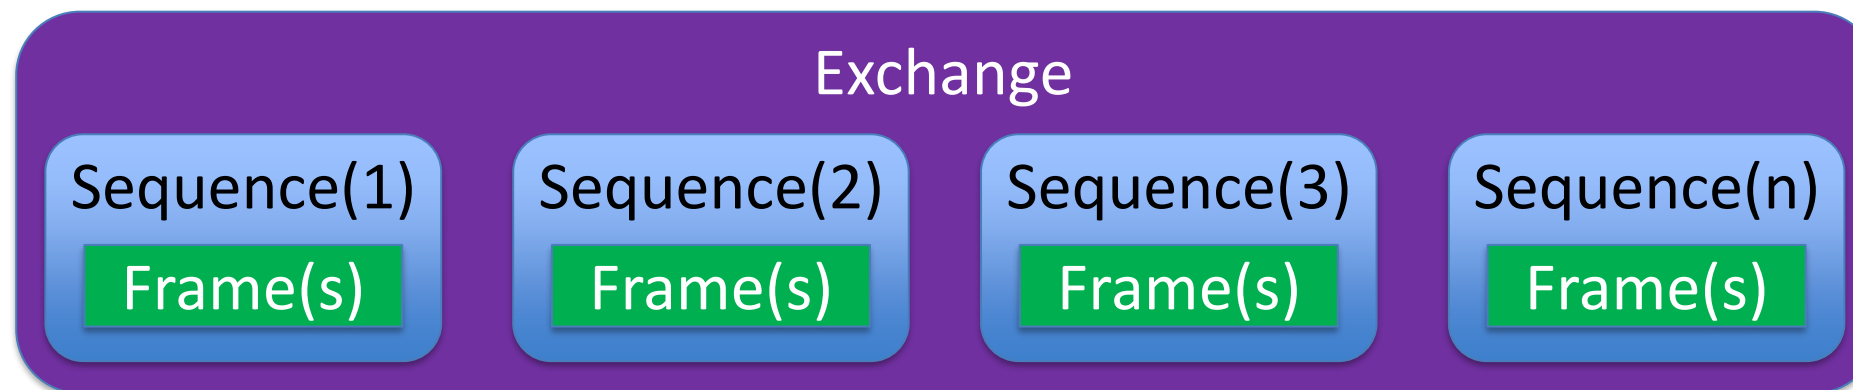 Exchange
Sequence(1) Sequence(2) Sequence(3) Sequence(n)
Frame(s) Frame(s) Frame(s) Frame(s)